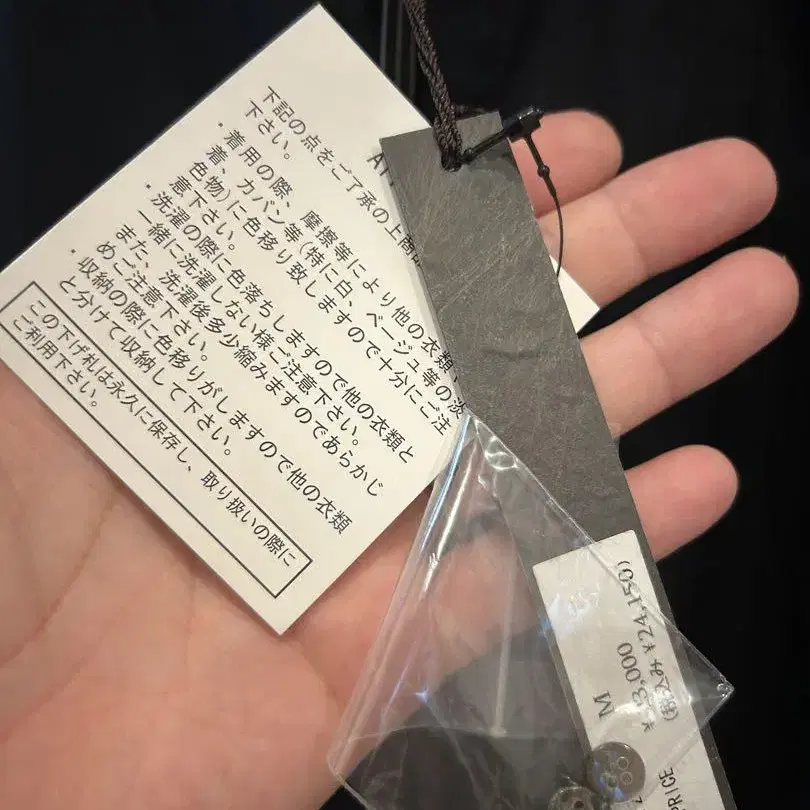 下記の点をご了承の上商
下さい。
・着用の際、摩擦等により他の衣類、
着、カバン等(特に白、ベージュ等の淡
色物)に色移り致しますので十分にご注
意下さい。
・洗濯の際に色落ちしますので他の衣類と
一緒に洗濯しない様ご注意下さい。
また、洗濯後多少縮みますのであらかじ
めご注意下さい。
・収納の際に色移りがしますので他の衣類
と分けて収納して下さい。
この下げ札は永久に保存し、取り扱いの際に
ご利用下さい。
M
¥23,000
(税込み¥24,150)
PRICE